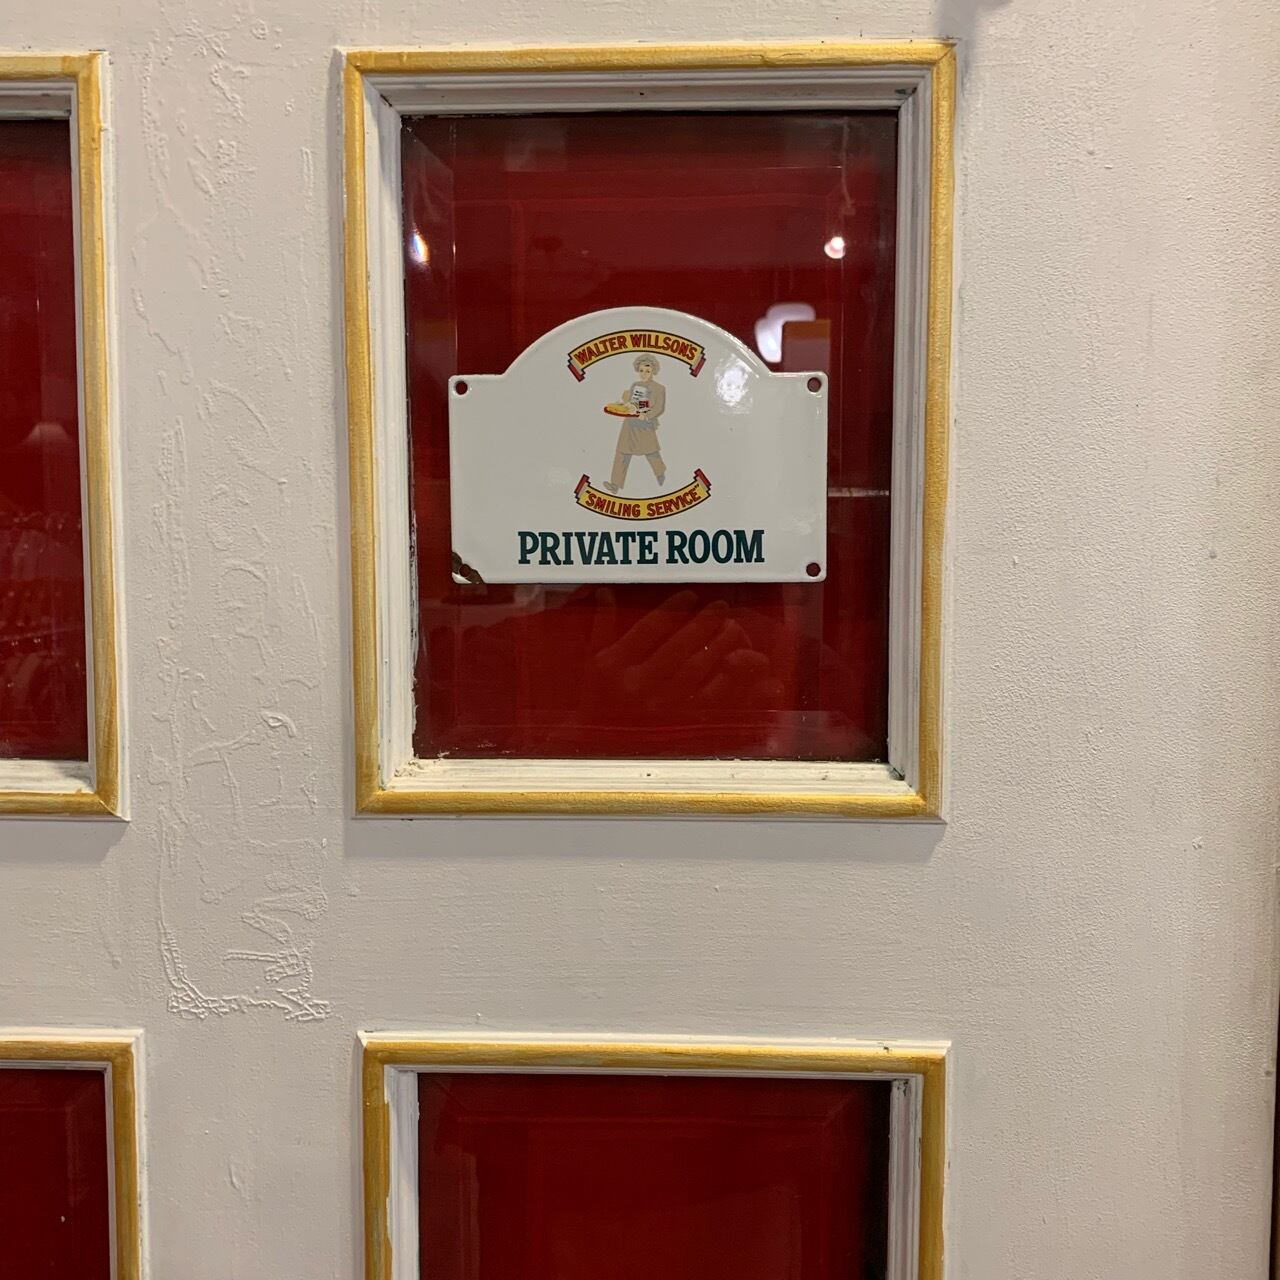 WALTER WILLSON'S
"SMILING SERVICE"
PRIVATE ROOM